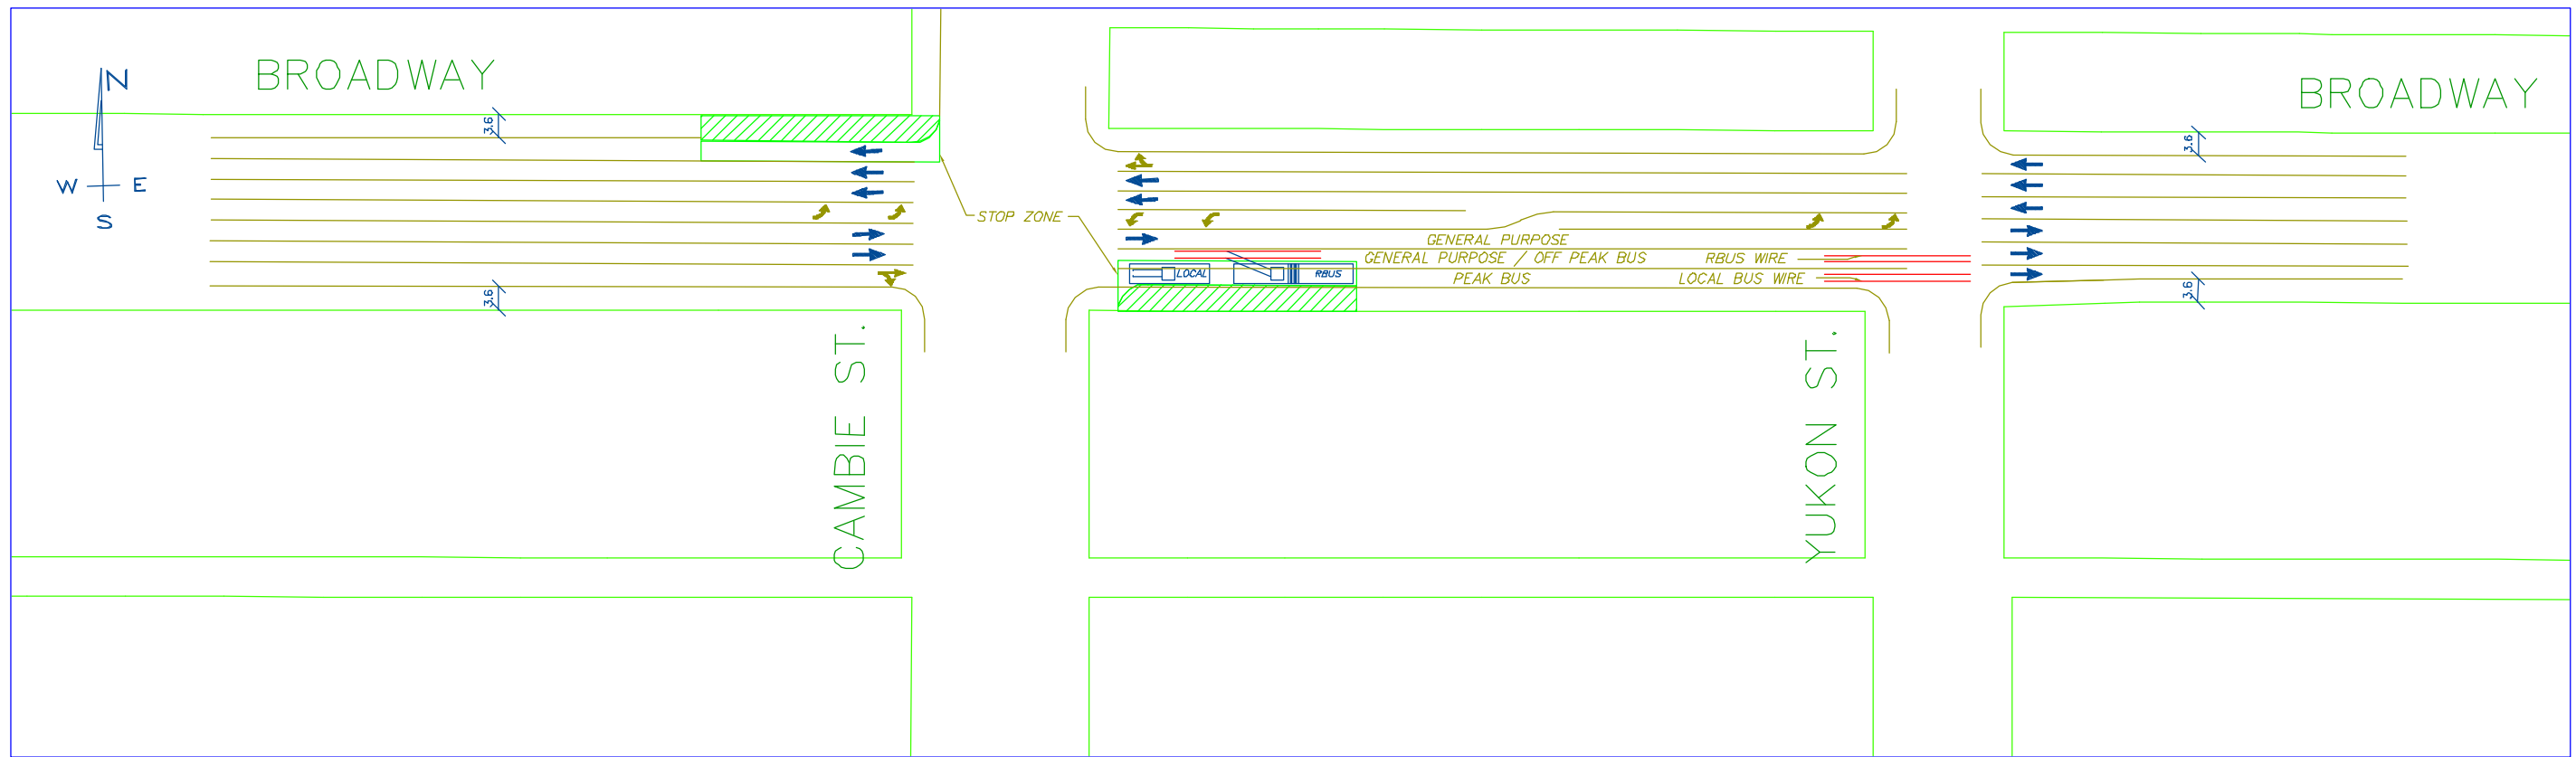 BROADWAY
BROADWAY
N
W E
S
3.6
3.6
STOP ZONE
GENERAL PURPOSE
GENERAL PURPOSE / OFF PEAK BUS
RBUS WIRE
LOCAL
RBUS
PEAK BUS
LOCAL BUS WIRE
3.6
3.6
CAMBIE ST.
YUKON ST.